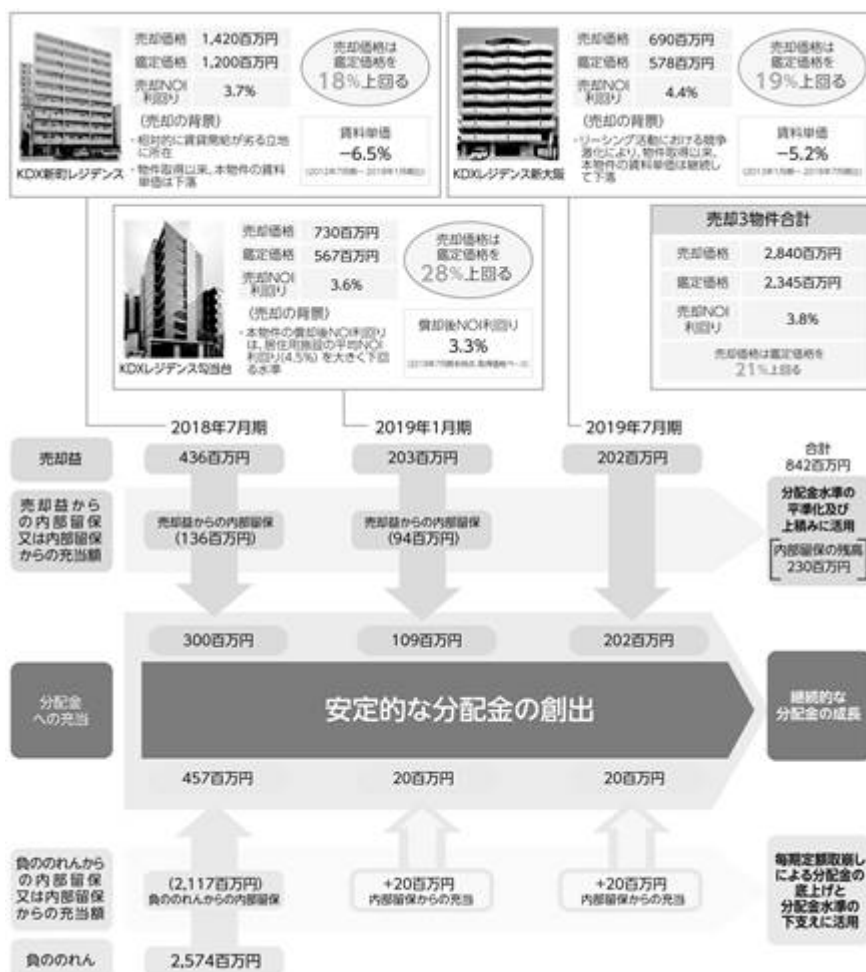 売却価格 1,420百万円
鑑定価格 1,200百万円
売却NOI
利回り 3.7%
売却価格は
鑑定価格を
18%上回る
(売却の背景)
・相対的に賃貸需給が劣る立地
に所在
・物件取得以来、本物件の賃料
単価は下落
賃料単価
−6.5%
KDX新町レジデンス
売却価格 690百万円
鑑定価格 578百万円
売却NOI
利回り 4.4%
売却価格は
鑑定価格を
19%上回る
(売却の背景)
・リーシング活動における競争
激化により、物件取得以来、
本物件の賃料単価は継続し
て下落
賃料単価
−5.2%
KDXレジデンス新大阪
売却価格 730百万円
鑑定価格 567百万円
売却NOI
利回り 3.6%
売却価格は
鑑定価格を
28%上回る
(売却の背景)
・本物件の償却後NOI利回り
は、居住用施設の平均NOI
利回り(4.5%)を大きく下回
る水準
償却後NOI利回り
3.3%
KDXレジデンス勾当台
売却3物件合計
売却価格 2,840百万円
鑑定価格 2,345百万円
売却NOI
利回り 3.8%
売却価格は鑑定価格を
21%上回る
2018年7月期 2019年1月期 2019年7月期
売却益 436百万円 203百万円 202百万円
合計
842百万円
売却益から
の内部留保
又は内部留保
からの充当額
売却益からの内部留保
(136百万円)
売却益からの内部留保
(94百万円)
分配金水準の
平準化及び
上積みに活用
内部留保の残高
230百万円
300百万円 109百万円 202百万円
分配金
への充当
安定的な分配金の創出
継続的な
分配金の成長
457百万円 20百万円 20百万円
負ののれんから
の内部留保
又は内部留保
からの充当額
(2,117百万円)
負ののれんからの内部留保
+20百万円
内部留保からの充当
+20百万円
内部留保からの充当
毎期定額取崩し
による分配金の
底上げと
分配金水準の
下支えに活用
負ののれん 2,574百万円